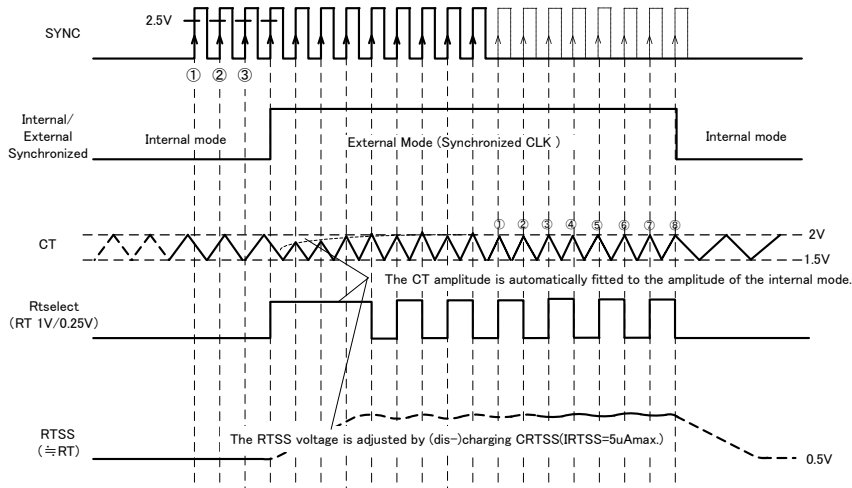 2.5V
SYNC
① ② ③
Internal/
External
Synchronized
Internal mode
External Mode (Synchronized CLK )
Internal mode
① ② ③ ④ ⑤ ⑥ ⑦ ⑧
CT
2V
1.5V
The CT amplitude is automatically fitted to the amplitude of the internal mode.
Rtselect
(RT 1V/0.25V)
The RTSS voltage is adjusted by (dis-)charging CRTSS(IRTSS=5uAmax.)
RTSS
(≒RT)
0.5V